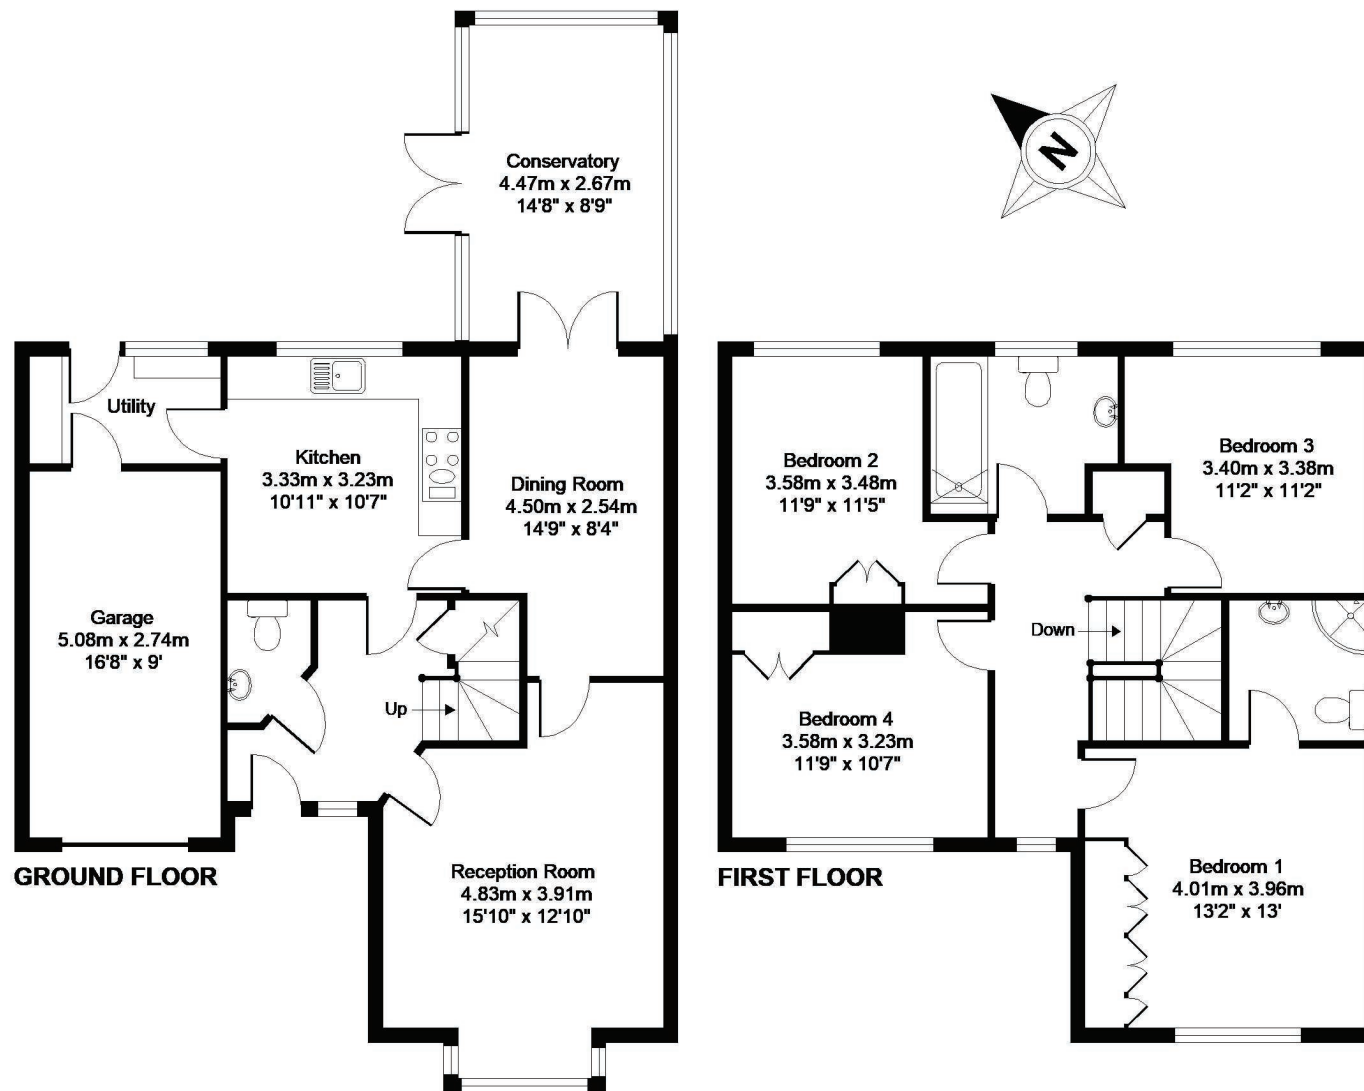 Conservatory
4.47m x 2.67m
14'8" x 8'9"
N
Utility
Kitchen
3.33m x 3.23m
10'11" x 10'7"
Dining Room
4.50m x 2.54m
14'9" x 8'4"
Garage
5.08m x 2.74m
16'8" x 9'
Up
Reception Room
4.83m x 3.91m
15'10" x 12'10"
GROUND FLOOR
Bedroom 2
3.58m x 3.48m
11'9" x 11'5"
Bedroom 3
3.40m x 3.38m
11'2" x 11'2"
Down
Bedroom 4
3.58m x 3.23m
11'9" x 10'7"
Bedroom 1
4.01m x 3.96m
13'2" x 13'
FIRST FLOOR